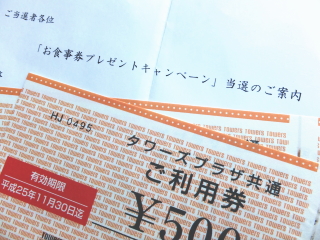 ご当選者各位
「お食事券プレゼントキャンペーン」当選のご案内
HJ 0495
タワーズプラザ共通
ご利用券
有効期限
平成25年11月30日迄
¥500